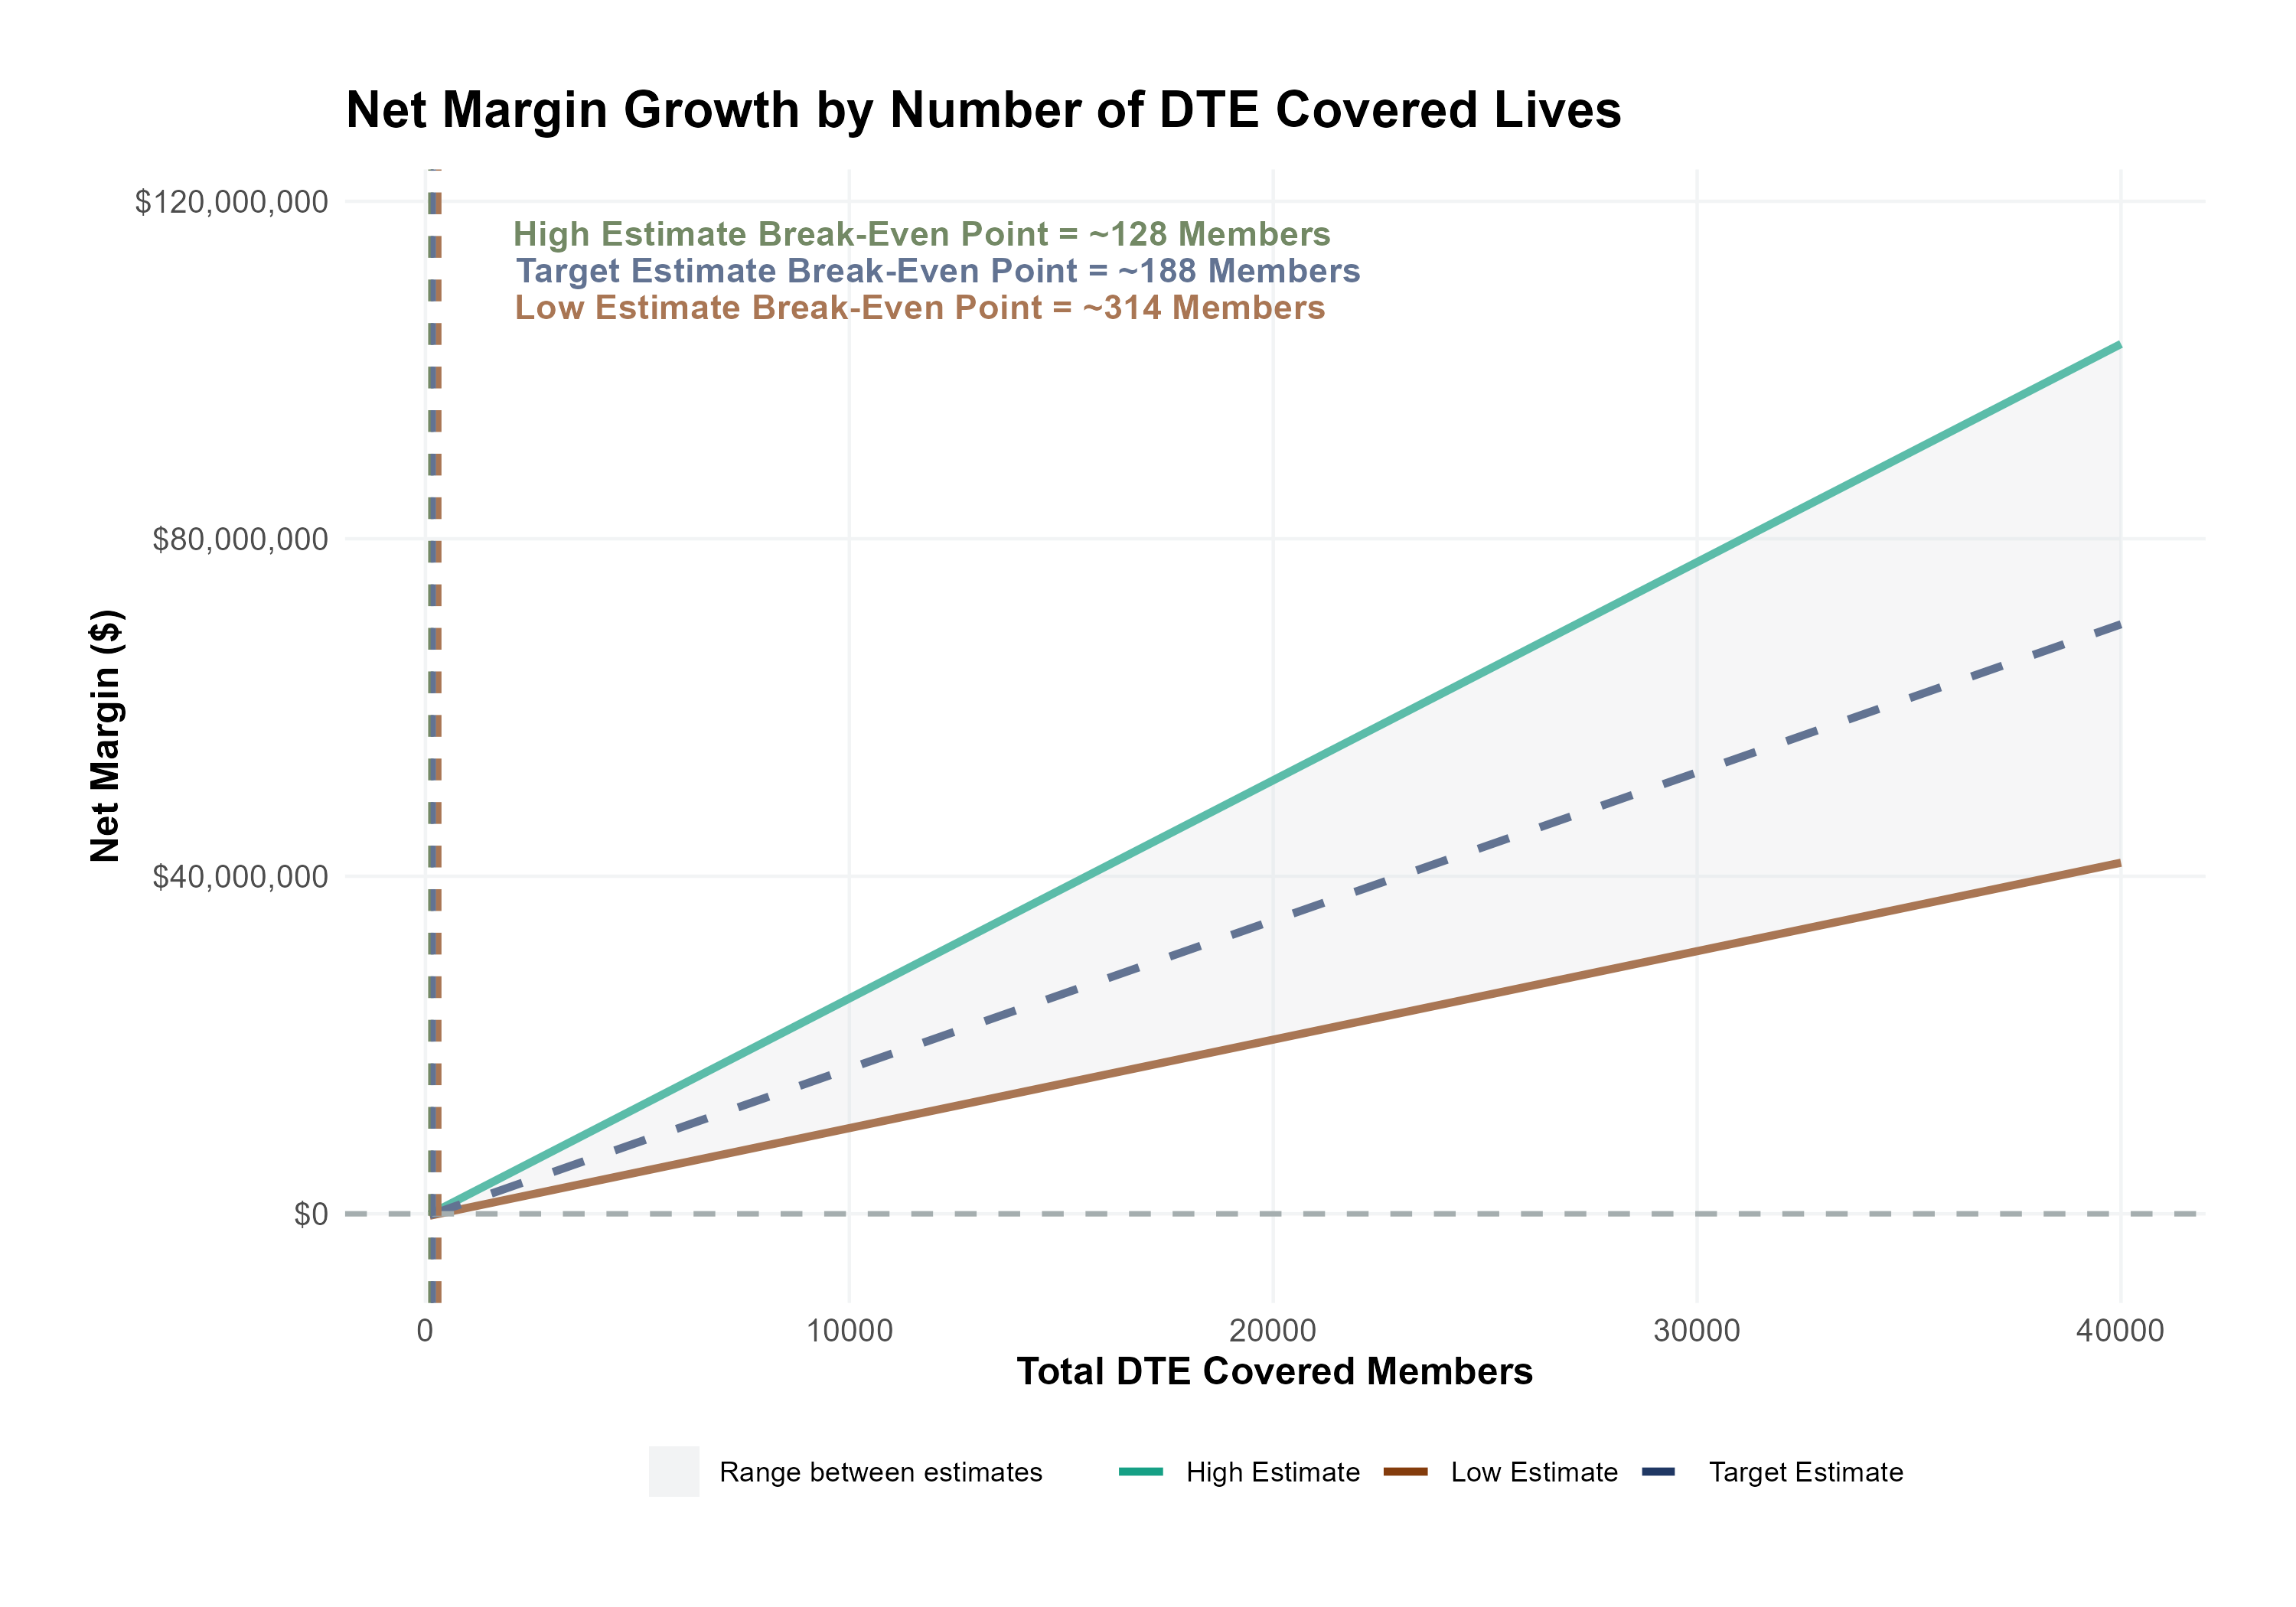 Net Margin Growth by Number of DTE Covered Lives
$120,000,000
High Estimate Break-Even Point = ~128 Members
Target Estimate Break-Even Point = ~188 Members
Low Estimate Break-Even Point = ~314 Members
$80,000,000
Net Margin ($)
$40,000,000
$0
0 10000 20000 30000 40000
Total DTE Covered Members
Range between estimates High Estimate Low Estimate Target Estimate